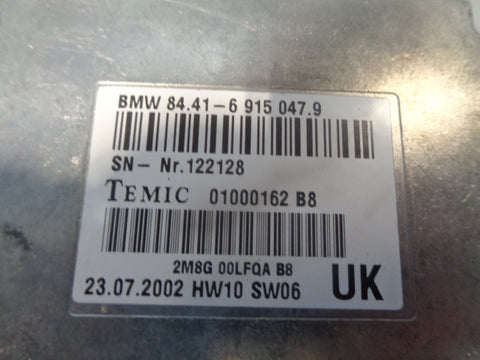 BMW 84.41-6 915 047.9
SN- Nr.122128
TEMIC 01000162 B8
2M8G 00LFQA B8
23.07.2002 HW10 SW06 UK